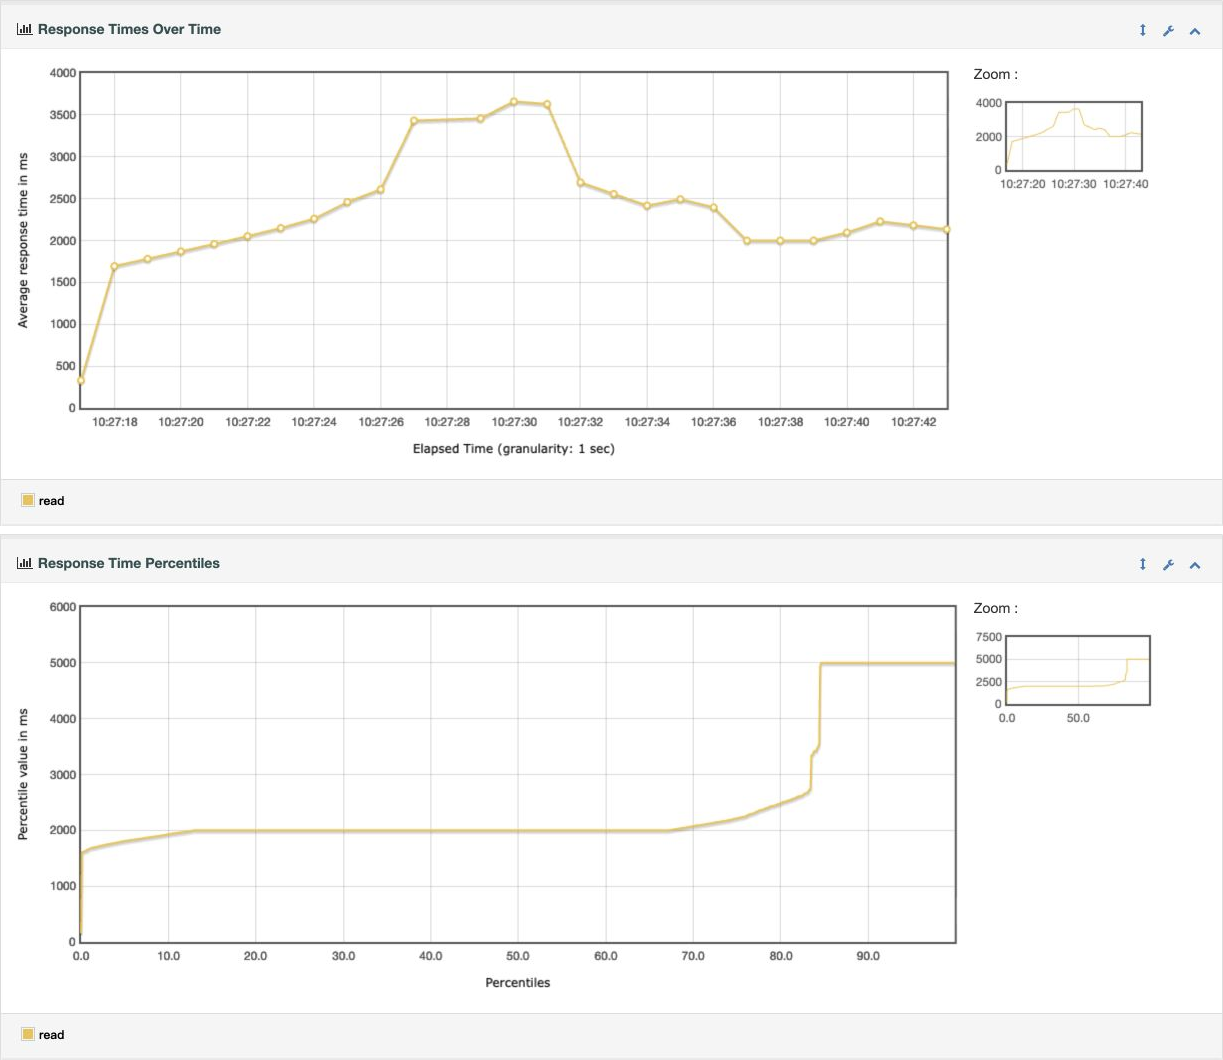 Response Times Over Time
Zoom :
4000
3500
3000
2500
2000
1500
1000
500
0
Average response time in ms
10:27:18 10:27:20 10:27:22 10:27:24 10:27:26 10:27:28 10:27:30 10:27:32 10:27:34 10:27:36 10:27:38 10:27:40 10:27:42
Elapsed Time (granularity: 1 sec)
4000
2000
0
10:27:20 10:27:30 10:27:40
read
Response Time Percentiles
Zoom :
6000
5000
4000
3000
2000
1000
0
Percentile value in ms
0.0 10.0 20.0 30.0 40.0 50.0 60.0 70.0 80.0 90.0
Percentiles
7500
5000
2500
0
0.0 50.0
read